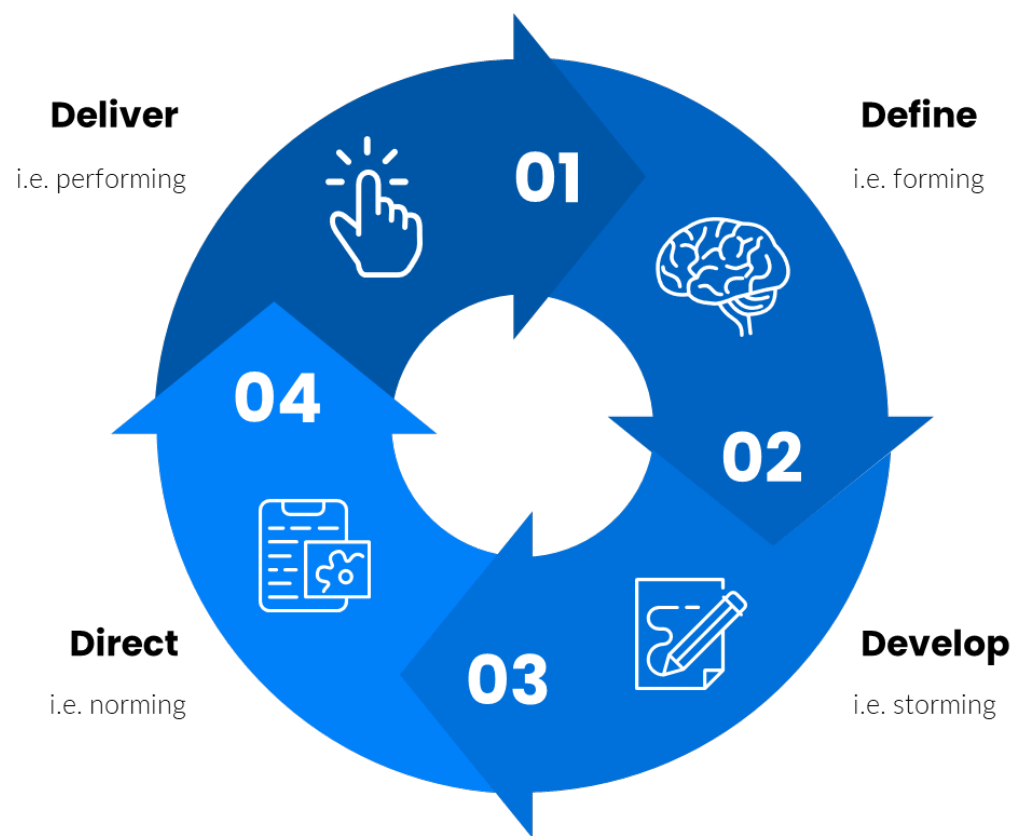 Deliver
i.e. performing
01
Define
i.e. forming
04
02
Direct
i.e. norming
03
Develop
i.e. storming